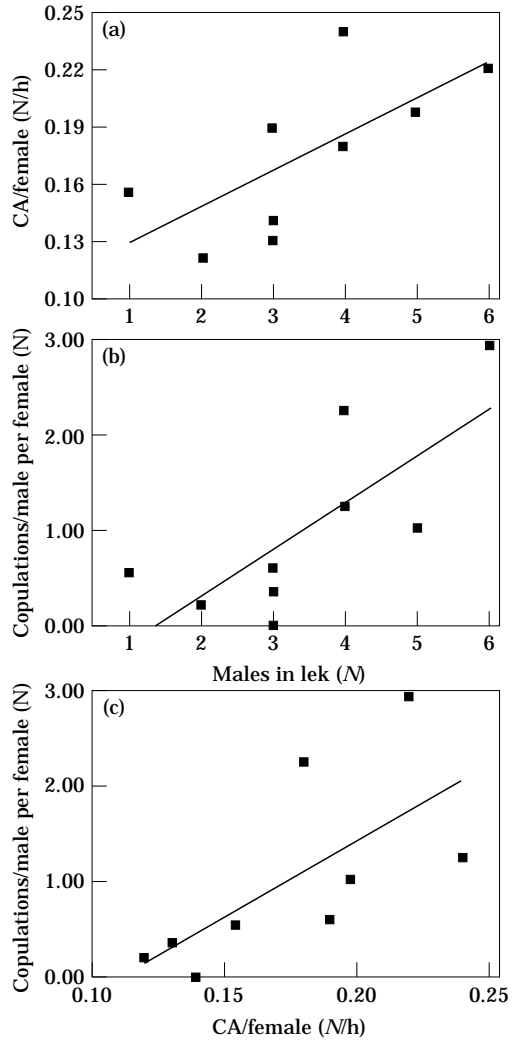 (a)
CA/female (N/h)
0.25
0.22
0.19
0.16
0.13
0.10
1 2 3 4 5 6
(b)
Copulations/male per female (N)
3.00
2.00
1.00
0.00
1 2 3 4 5 6
Males in lek (N)
(c)
Copulations/male per female (N)
3.00
2.00
1.00
0.00
0.10 0.15 0.20 0.25
CA/female (N/h)